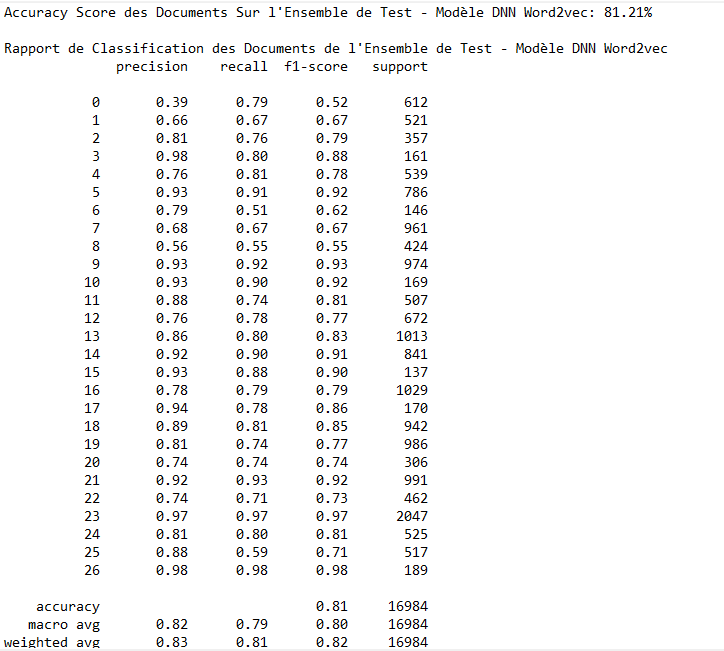 Accuracy Score des Documents Sur l'Ensemble de Test - Modèle DNN Word2vec: 81.21%
Rapport de Classification des Documents de l'Ensemble de Test - Modèle DNN Word2vec
precision recall f1-score support
0 0.39 0.79 0.52 612
1 0.66 0.67 0.67 521
2 0.81 0.76 0.79 357
3 0.98 0.80 0.88 161
4 0.76 0.81 0.78 539
5 0.93 0.91 0.92 786
6 0.79 0.51 0.62 146
7 0.68 0.67 0.67 961
8 0.56 0.55 0.55 424
9 0.93 0.92 0.93 974
10 0.93 0.90 0.92 169
11 0.88 0.74 0.81 507
12 0.76 0.78 0.77 672
13 0.86 0.80 0.83 1013
14 0.92 0.90 0.91 841
15 0.93 0.88 0.90 137
16 0.78 0.79 0.79 1029
17 0.94 0.78 0.86 170
18 0.89 0.81 0.85 942
19 0.81 0.74 0.77 986
20 0.74 0.74 0.74 306
21 0.92 0.93 0.92 991
22 0.74 0.71 0.73 462
23 0.97 0.97 0.97 2047
24 0.81 0.80 0.81 525
25 0.88 0.59 0.71 517
26 0.98 0.98 0.98 189
accuracy 0.81 16984
macro avg 0.82 0.79 0.80 16984
weighted avg 0.83 0.81 0.82 16984